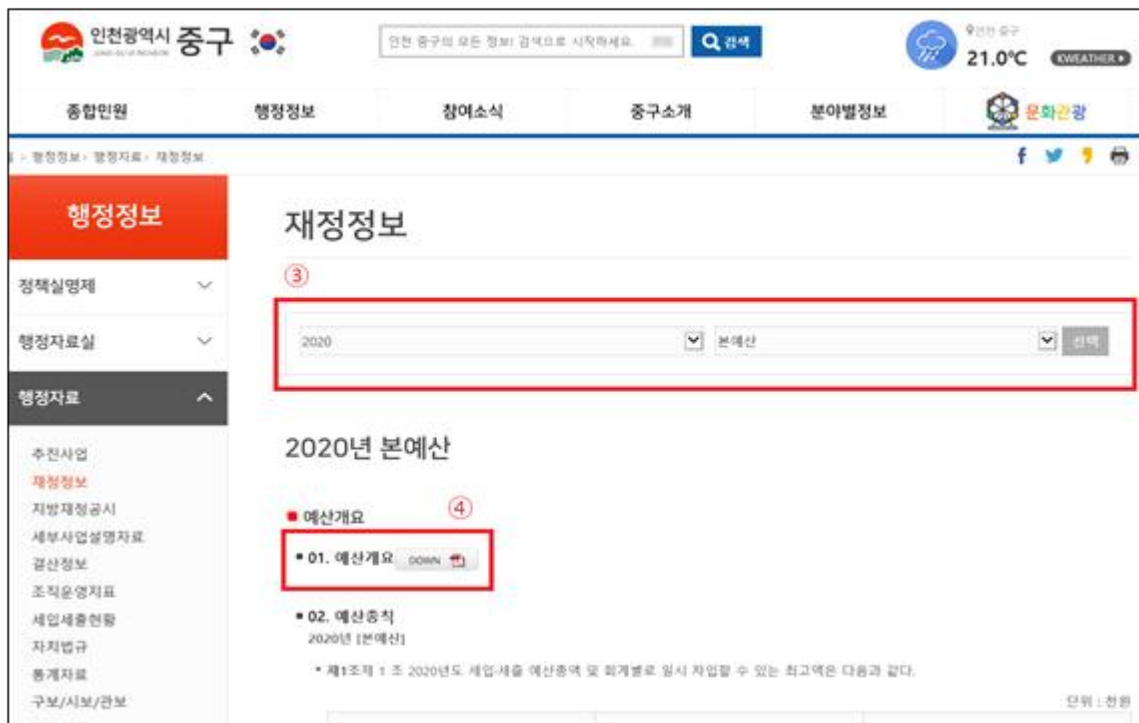 인천광역시 중구
인천 중구의 모든 정보! 검색으로 시작하세요.
검색
인천 중구
21.0℃ KWEATHER
종합민원 행정정보 참여소식 중구소개 분야별정보 문화관광
> 행정정보 > 행정자료 > 재정정보
행정정보
정책실명제
행정자료실
행정자료
추진사업
재정정보
지방재정공시
세부사업설명자료
결산정보
조직운영지표
세입세출현황
자치법규
통계자료
구보/시보/관보
재정정보
③
2020 본예산 선택
2020년 본예산
예산개요
④
01. 예산개요 DOWN
02. 예산총칙
2020년 [본예산]
제1조제 1 조 2020년도 세입·세출 예산총액 및 회계별로 일시 차입할 수 있는 최고액은 다음과 같다.
단위 : 천원